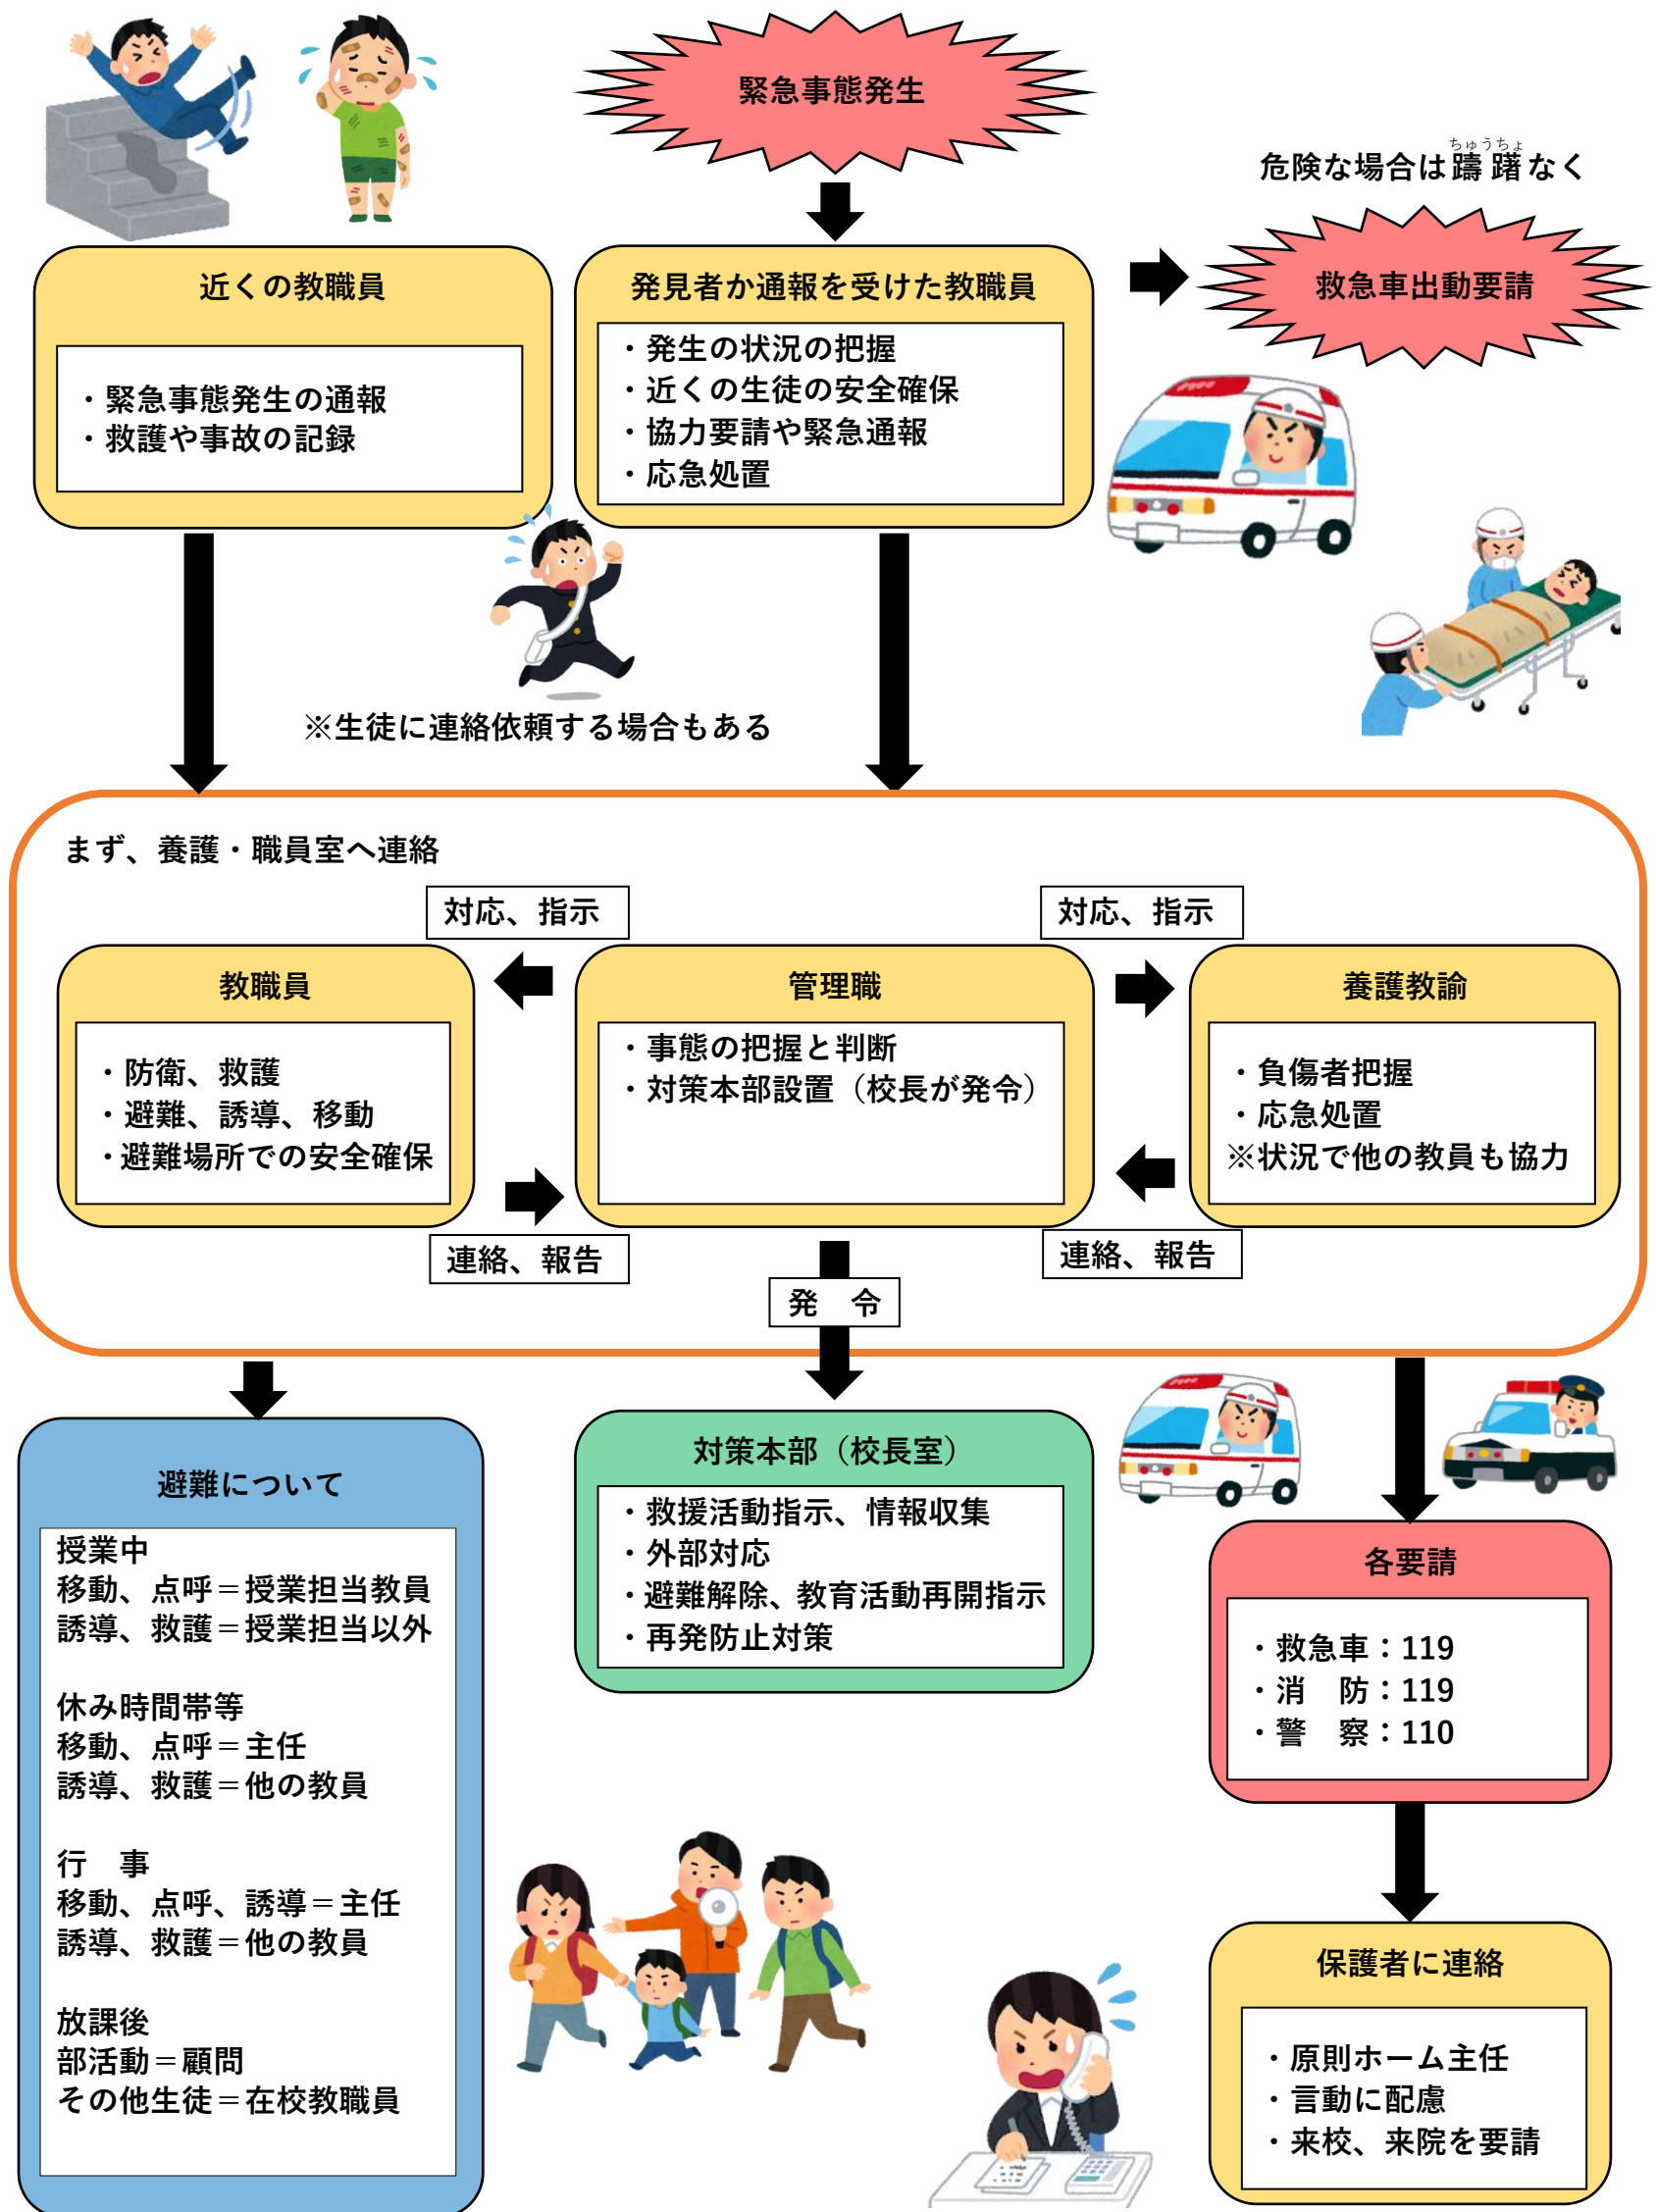 緊急事態発生
ちゅうちょ
危険な場合は躊躇なく
近くの教職員
・緊急事態発生の通報
・救護や事故の記録
発見者か通報を受けた教職員
・発生の状況の把握
・近くの生徒の安全確保
・協力要請や緊急通報
・応急処置
救急車出動要請
※生徒に連絡依頼する場合もある
まず、養護・職員室へ連絡
対応、指示
対応、指示
教職員
・防衛、救護
・避難、誘導、移動
・避難場所での安全確保
管理職
・事態の把握と判断
・対策本部設置（校長が発令）
養護教諭
・負傷者把握
・応急処置
※状況で他の教員も協力
連絡、報告
連絡、報告
発　令
避難について
授業中
移動、点呼＝授業担当教員
誘導、救護＝授業担当以外
休み時間帯等
移動、点呼＝主任
誘導、救護＝他の教員
行　事
移動、点呼、誘導＝主任
誘導、救護＝他の教員
放課後
部活動＝顧問
その他生徒＝在校教職員
対策本部（校長室）
・救援活動指示、情報収集
・外部対応
・避難解除、教育活動再開指示
・再発防止対策
各要請
・救急車：119
・消　防：119
・警　察：110
保護者に連絡
・原則ホーム主任
・言動に配慮
・来校、来院を要請